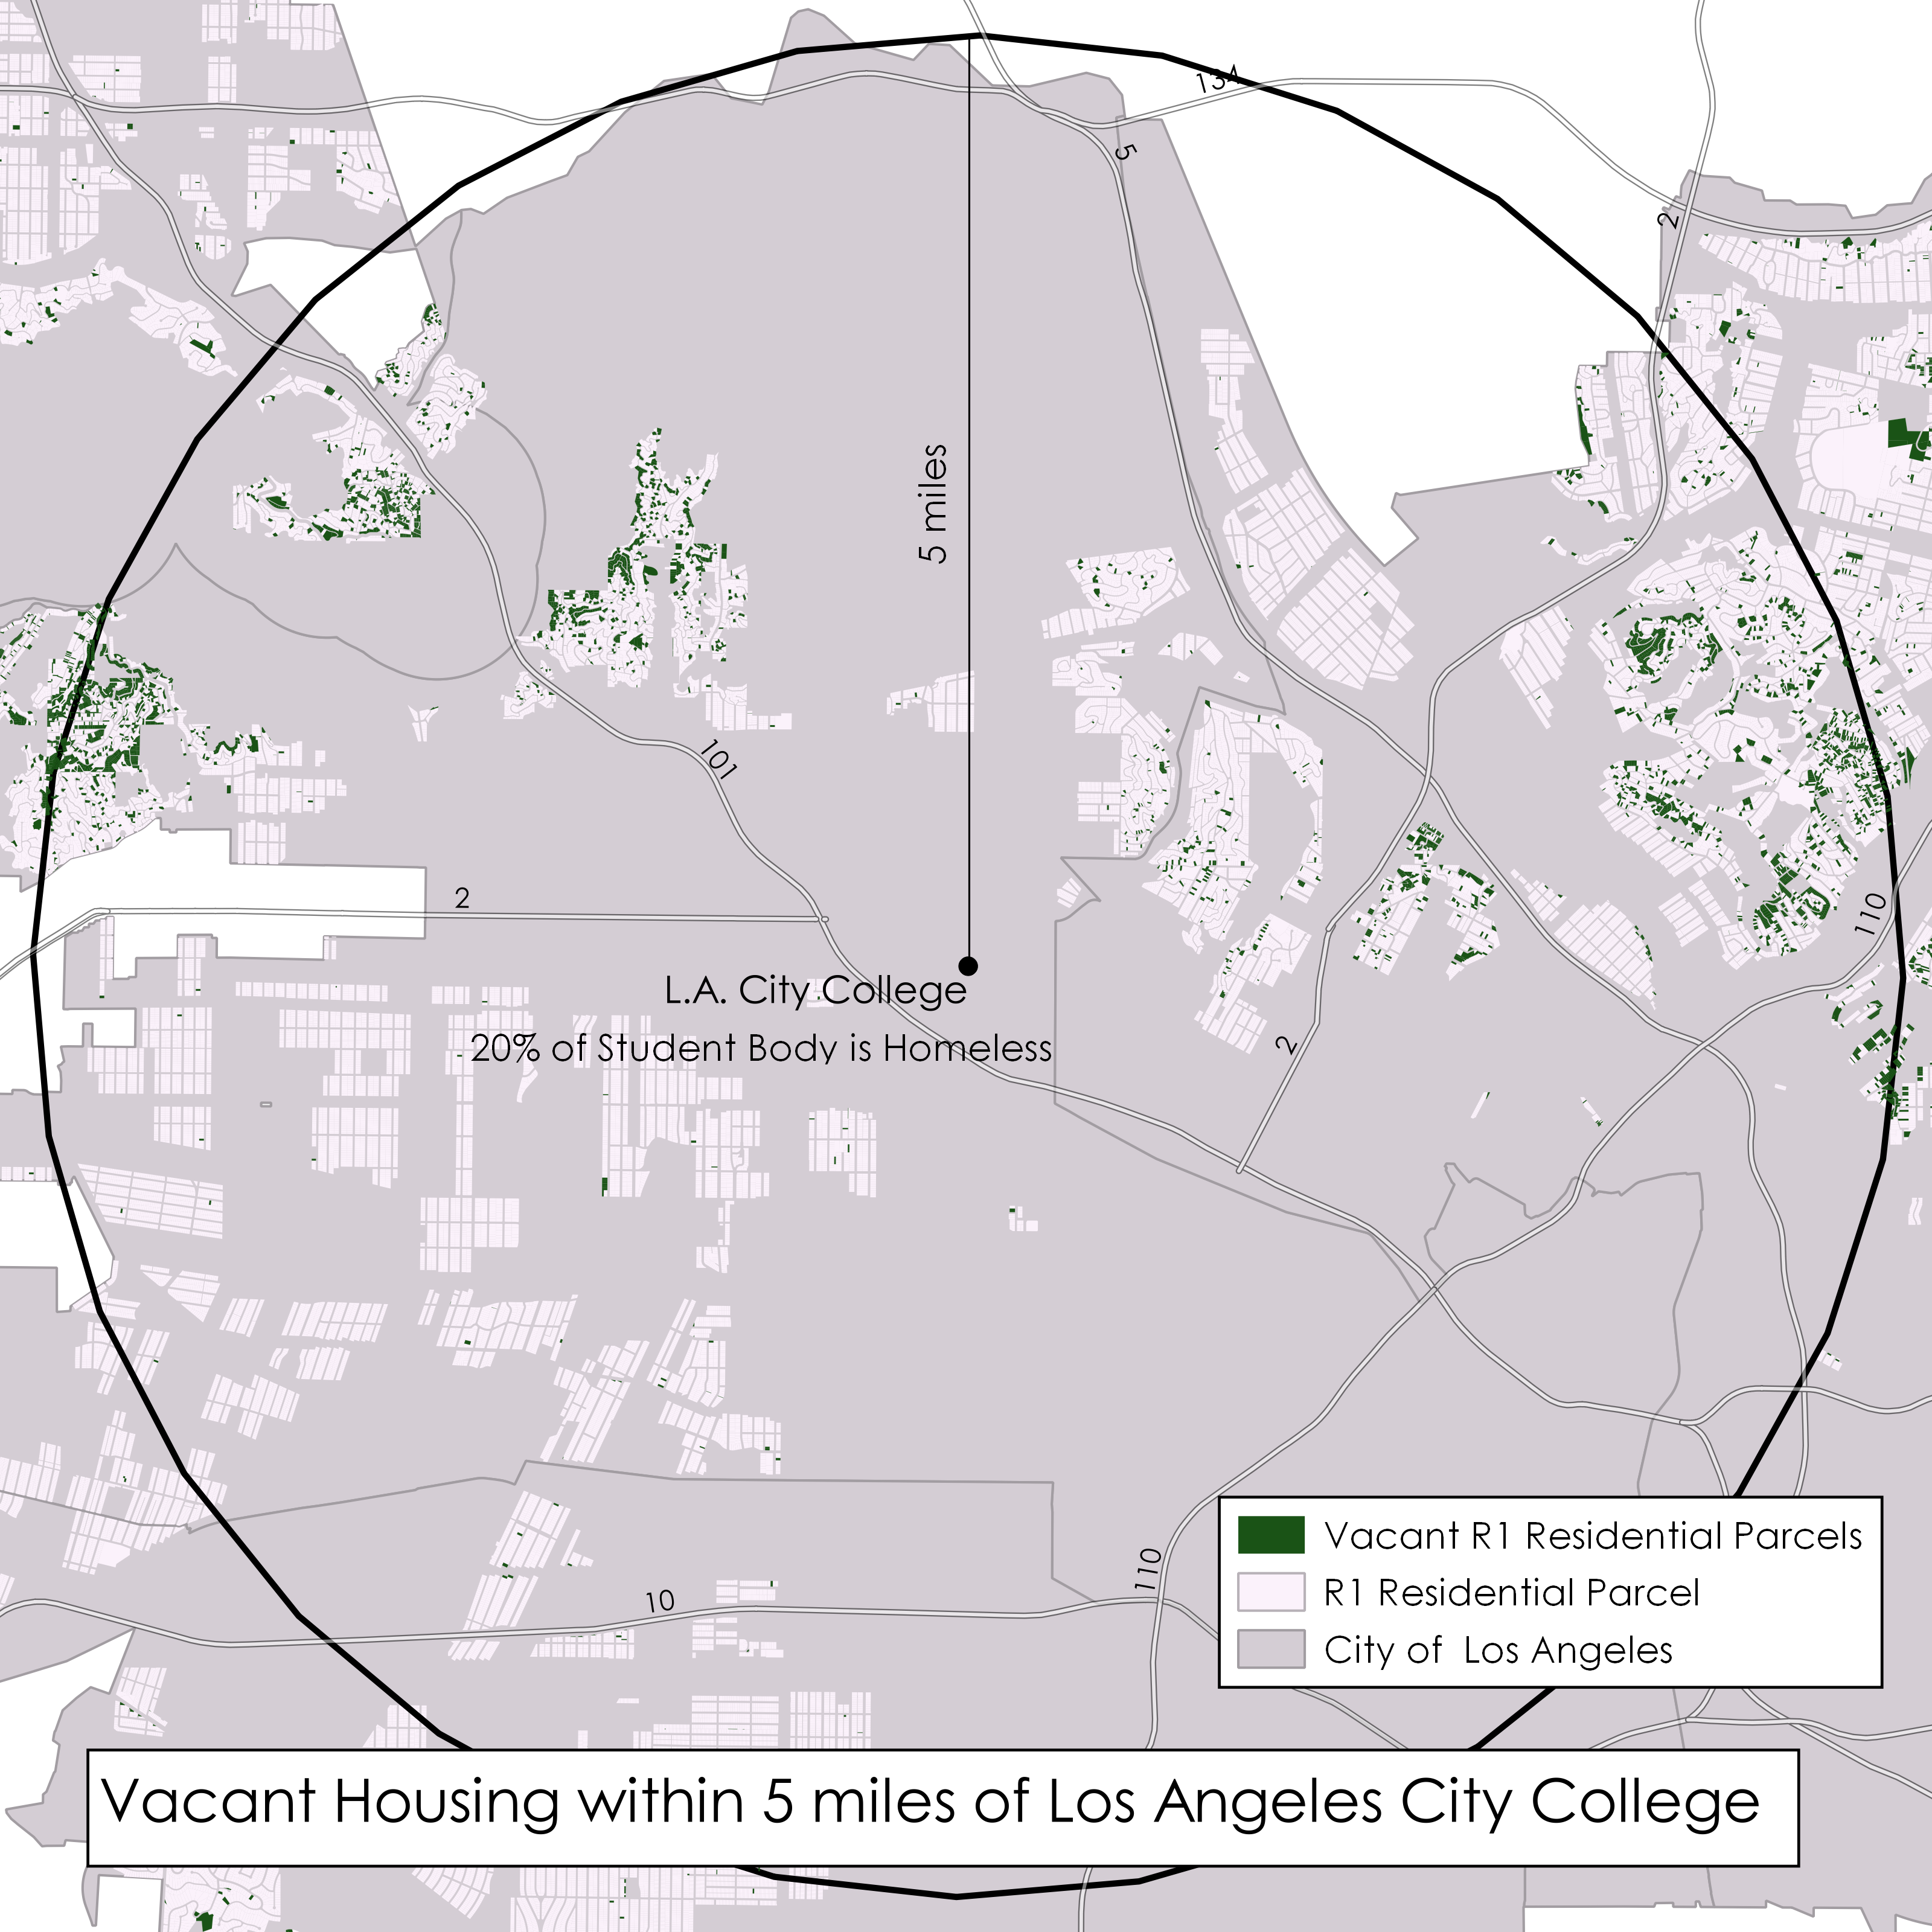 134
5
2
5 miles
101
2
110
L.A. City College
20% of Student Body is Homeless
2
110
10
Vacant R1 Residential Parcels
R1 Residential Parcel
City of Los Angeles
Vacant Housing within 5 miles of Los Angeles City College